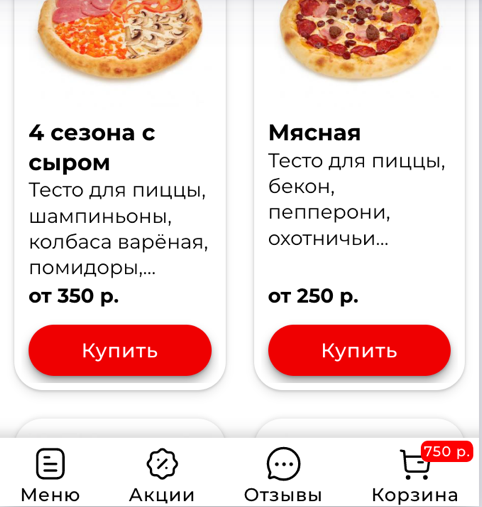 4 сезона с
сыром
Тесто для пиццы,
шампиньоны,
колбаса варёная,
помидоры,...
от 350 р.
Купить
Мясная
Тесто для пиццы,
бекон,
пепперони,
охотничьи...
от 250 р.
Купить
750 р.
Меню
Акции
Отзывы
Корзина